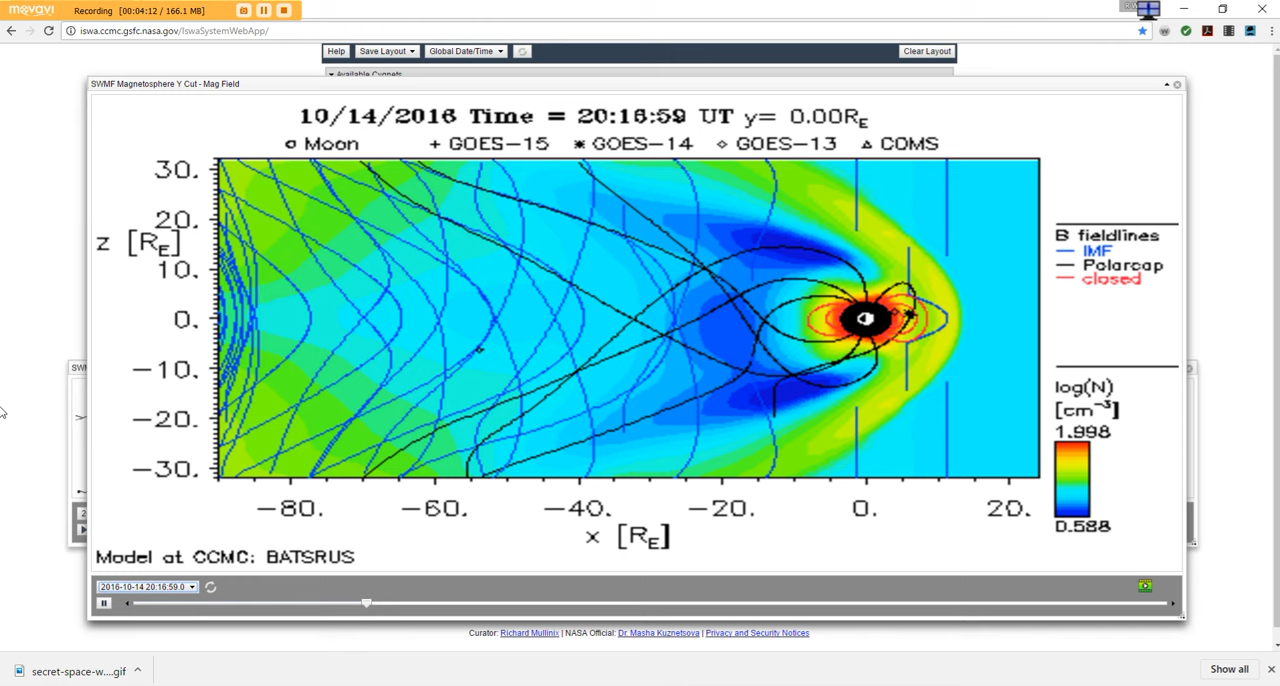 movavi Recording (00:04:12 / 166.1 MB)
iswa.ccmc.gsfc.nasa.gov/IswaSystemWebApp/
Help Save Layout Global Date/Time Clear Layout
Available Cygnets
SWMF Magnetosphere Y Cut - Mag Field
10/14/2016 Time = 20:16:59 UT y= 0.00RE
Moon GOES-15 GOES-14 GOES-13 COMS
30.
20.
z [RE]
10.
0.
-10.
-20.
-30.
-80. -60. -40. -20. 0. 20.
x [RE]
B fieldlines
IMF
Polarcap
closed
log(N)
[cm-3]
1.998
0.588
Model at CCMC: BATSRUS
2016-10-14 20:16:59.0
Curator: Richard Mullinix | NASA Official: Dr. Masha Kuznetsova | Privacy and Security Notices
secret-space-w....gif
Show all